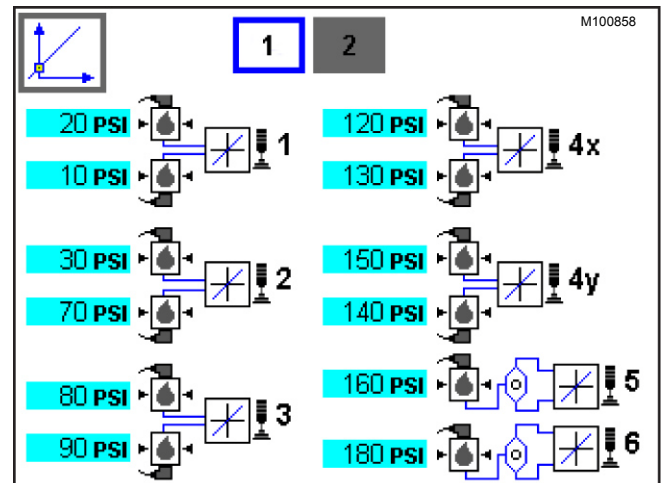 M100858
1 2
20 PSI 1 120 PSI 4x
10 PSI 130 PSI
30 PSI 2 150 PSI 4y
70 PSI 140 PSI
80 PSI 3 160 PSI 5
90 PSI 180 PSI 6